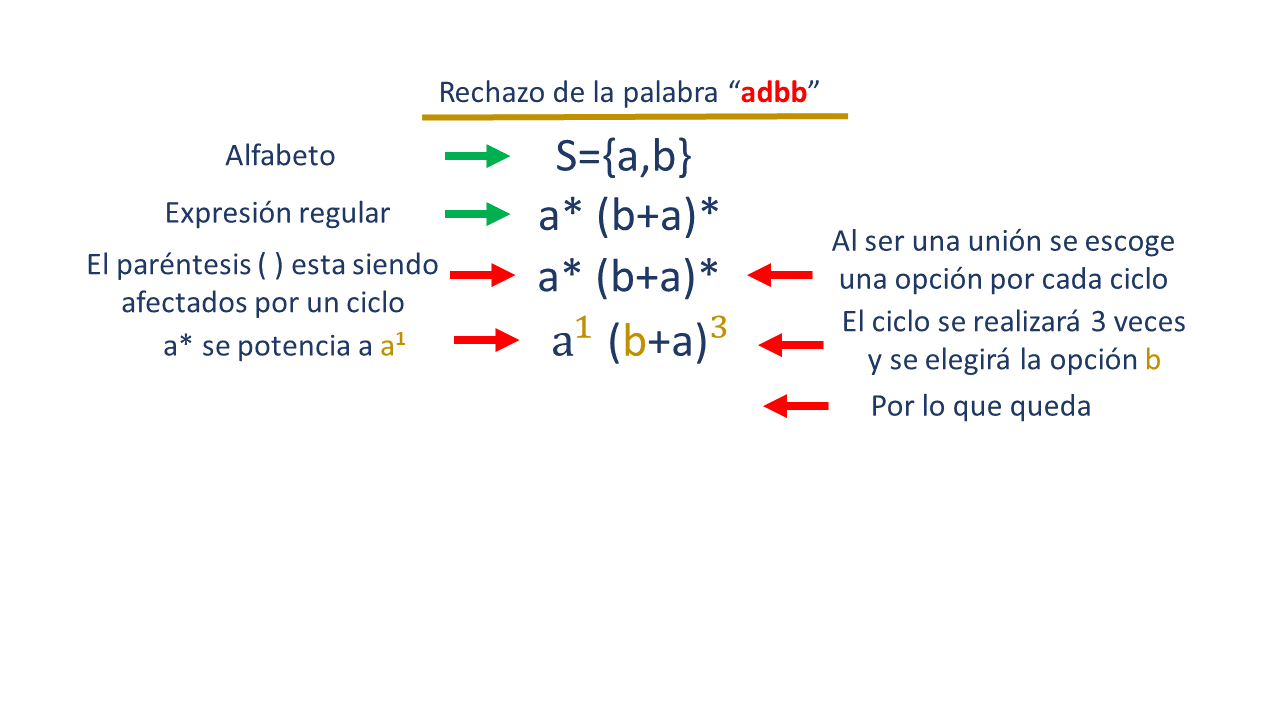 Rechazo de la palabra “adbb”
Alfabeto
S={a,b}
Expresión regular
a* (b+a)*
El paréntesis ( ) esta siendo
afectados por un ciclo
a* (b+a)*
Al ser una unión se escoge
una opción por cada ciclo
a* se potencia a a¹
a¹ (b+a)³
El ciclo se realizará 3 veces
y se elegirá la opción b
Por lo que queda